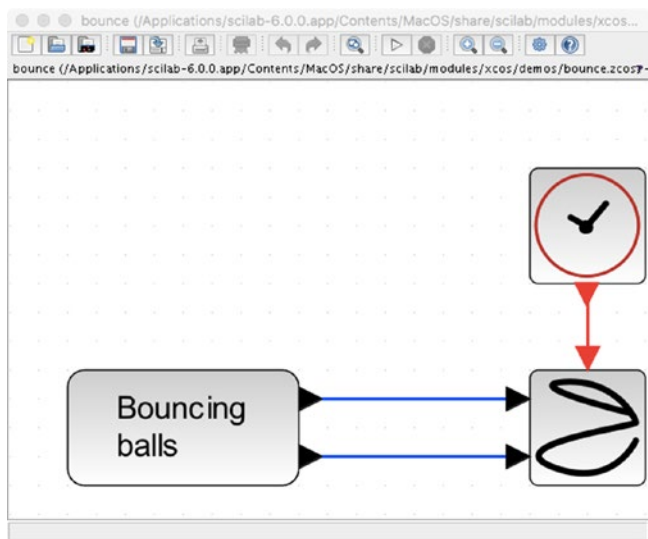 bounce (/Applications/scilab-6.0.0.app/Contents/MacOS/share/scilab/modules/xcos...
bounce (/Applications/scilab-6.0.0.app/Contents/MacOS/share/scilab/modules/xcos/demos/bounce.zcos
Bouncing
balls